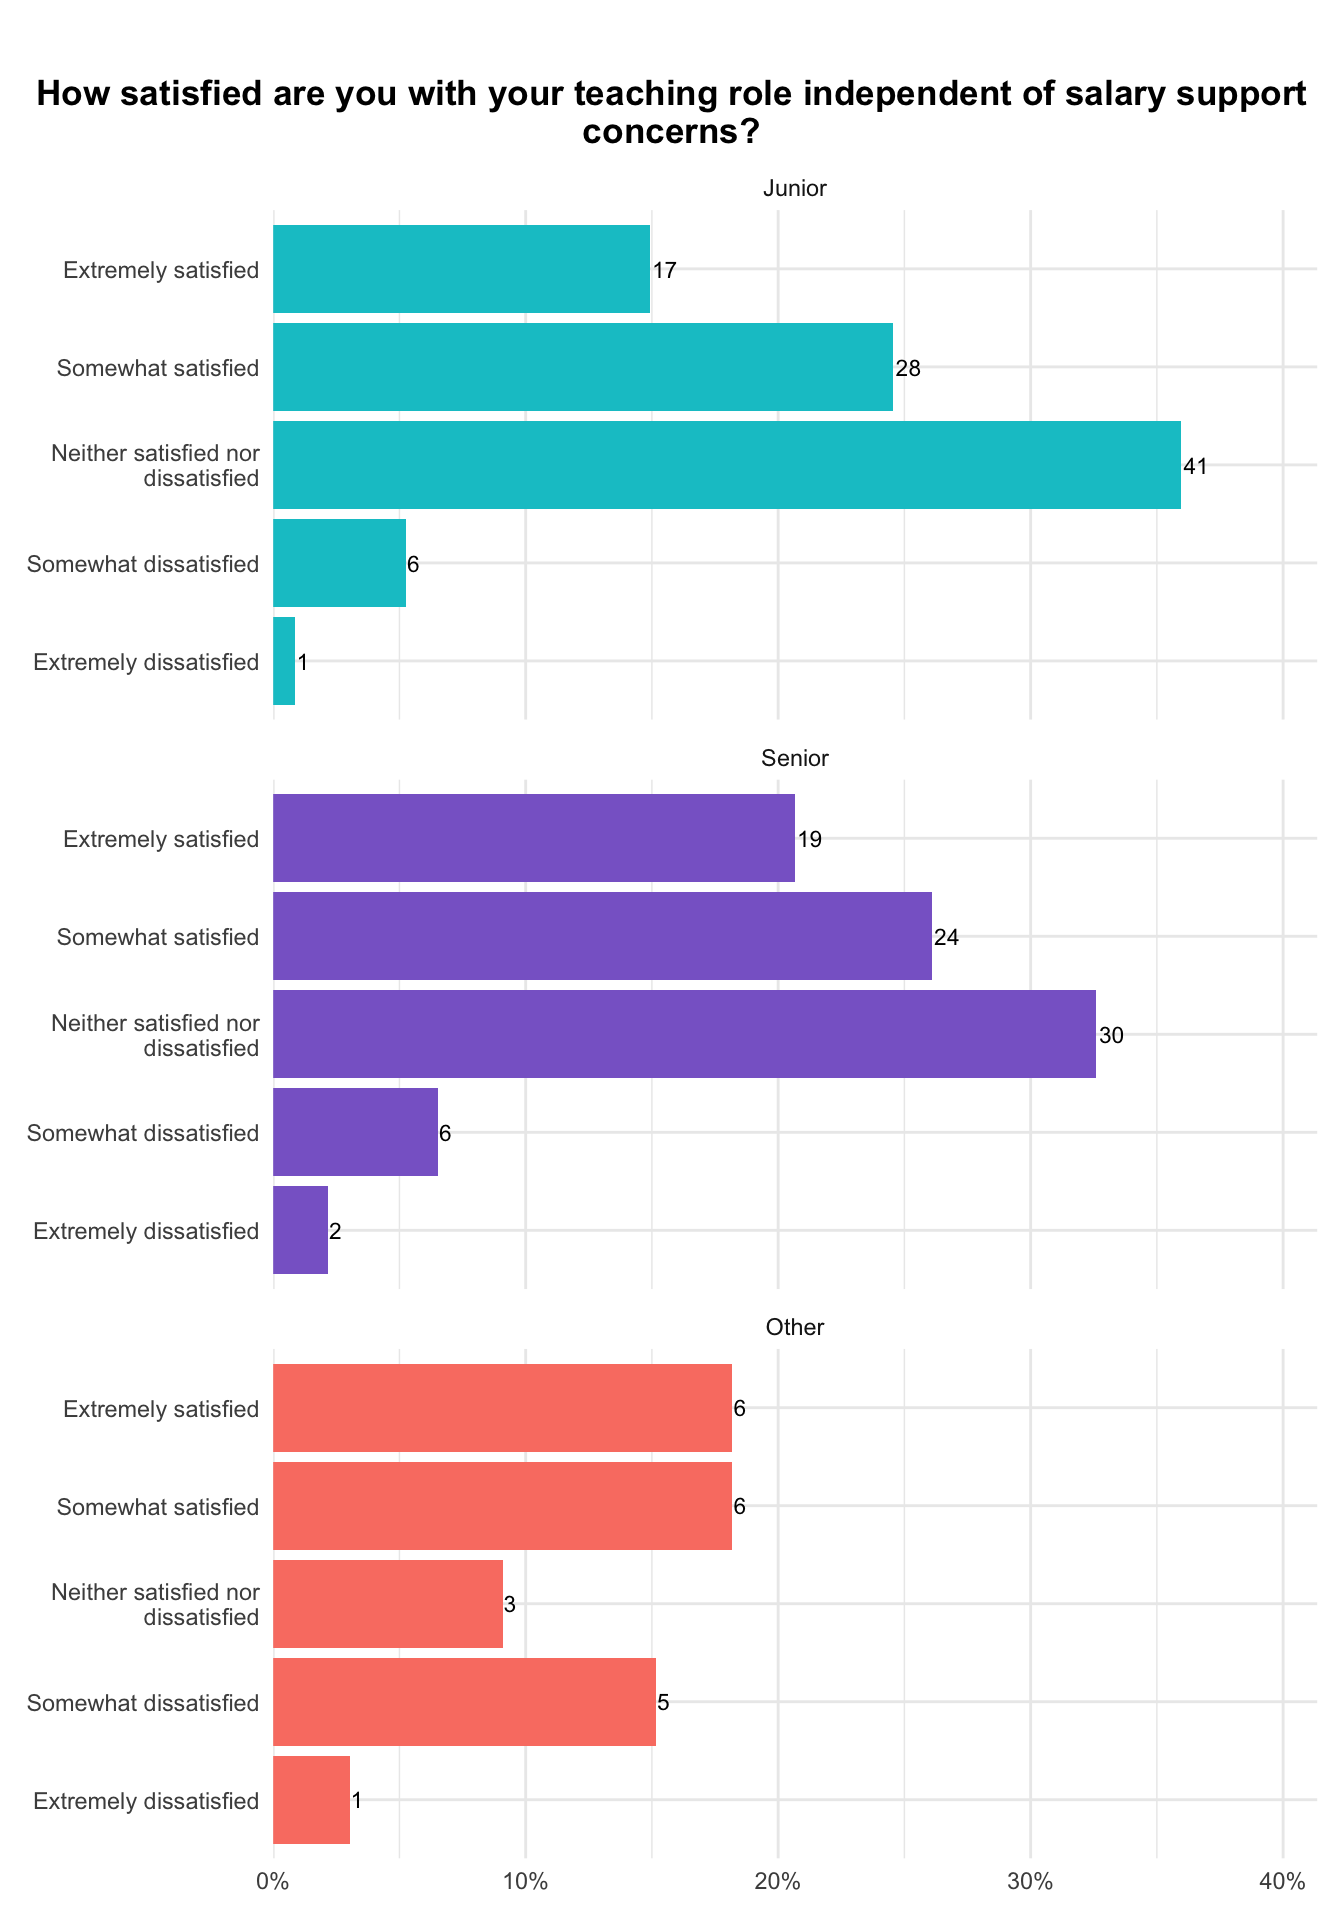 How satisfied are you with your teaching role independent of salary support
concerns?
Junior
Extremely satisfied
17
Somewhat satisfied
28
Neither satisfied nor
dissatisfied
41
Somewhat dissatisfied
6
Extremely dissatisfied
1
Senior
Extremely satisfied
19
Somewhat satisfied
24
Neither satisfied nor
dissatisfied
30
Somewhat dissatisfied
6
Extremely dissatisfied
2
Other
Extremely satisfied
6
Somewhat satisfied
6
Neither satisfied nor
dissatisfied
3
Somewhat dissatisfied
5
Extremely dissatisfied
1
0% 10% 20% 30% 40%